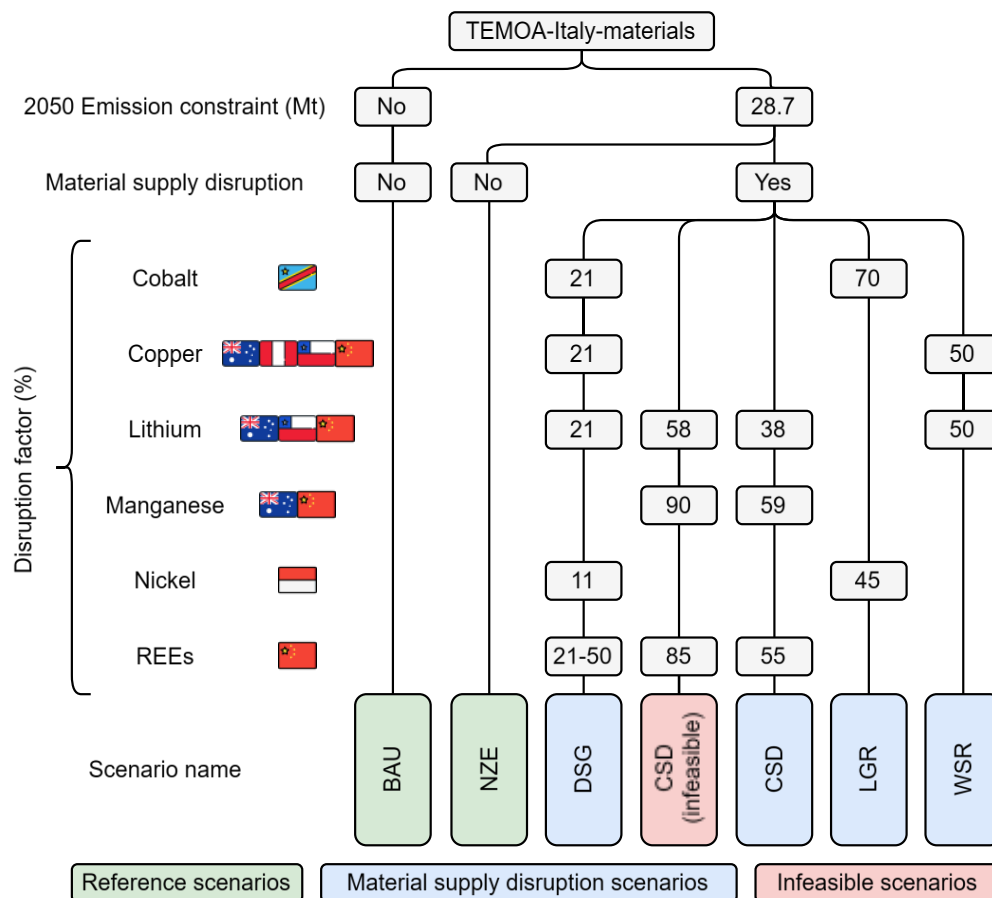 TEMOA-Italy-materials
2050 Emission constraint (Mt) No 28.7
Material supply disruption No No Yes
Disruption factor (%)
Cobalt 21 70
Copper 21 50
Lithium 21 58 38 50
Manganese 90 59
Nickel 11 45
REEs 21-50 85 55
Scenario name BAU NZE DSG CSD (infeasible) CSD LGR WSR
Reference scenarios Material supply disruption scenarios Infeasible scenarios